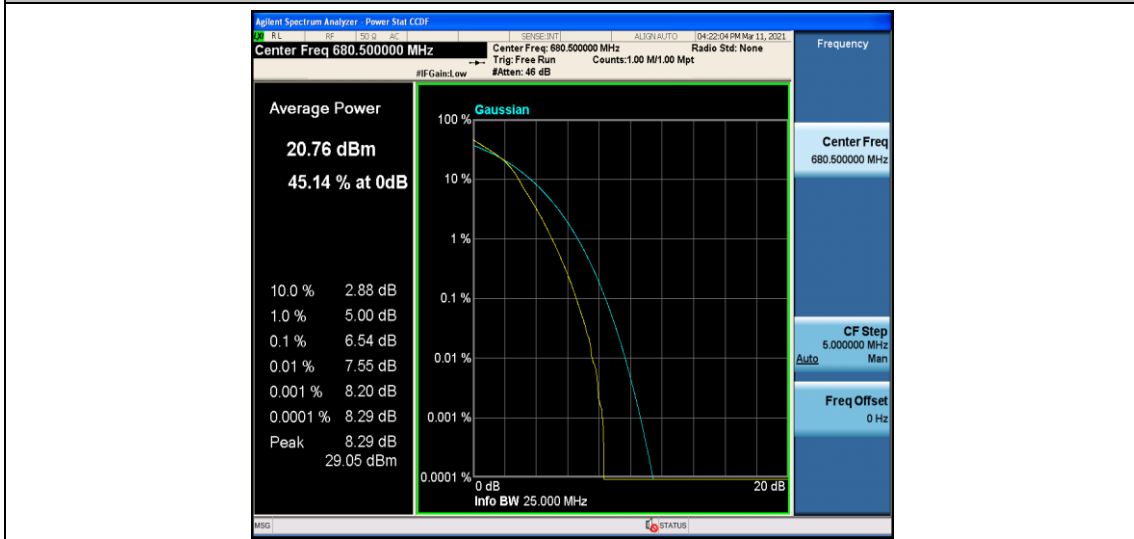 Agilent Spectrum Analyzer - Power Stat CCDF
RL RF 50 Ω AC SENSE:INT ALIGN AUTO 04:22:04 PM Mar 11, 2021
Center Freq 680.500000 MHz
Center Freq: 680.500000 MHz Radio Std: None
Trig: Free Run Counts:1.00 M/1.00 Mpt
#IFGain:Low #Atten: 46 dB
Average Power
20.76 dBm
45.14 % at 0dB
10.0 % 2.88 dB
1.0 % 5.00 dB
0.1 % 6.54 dB
0.01 % 7.55 dB
0.001 % 8.20 dB
0.0001 % 8.29 dB
Peak 8.29 dB
29.05 dBm
Gaussian
100 %
10 %
1 %
0.1 %
0.01 %
0.001 %
0.0001 %
0 dB 20 dB
Info BW 25.000 MHz
Frequency
Center Freq
680.500000 MHz
CF Step
5.000000 MHz
Auto Man
Freq Offset
0 Hz
MSG STATUS